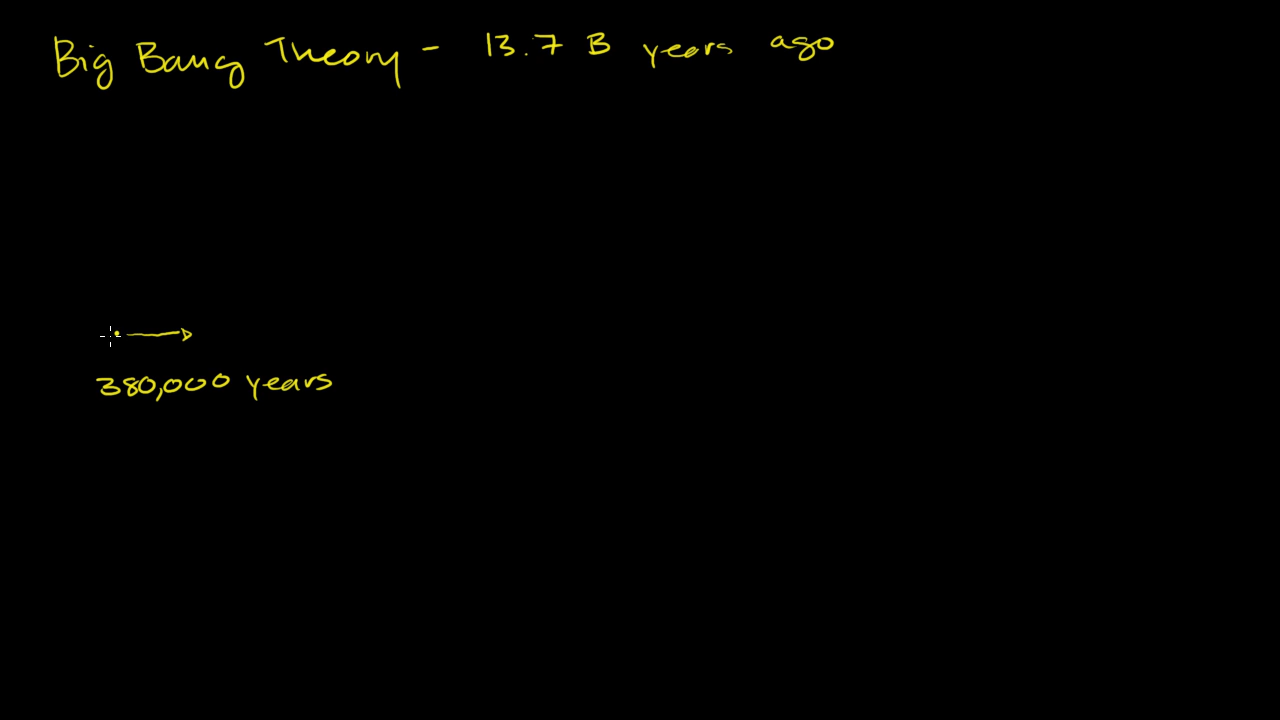 Big Bang Theory - 13.7 B years ago
380,000 years